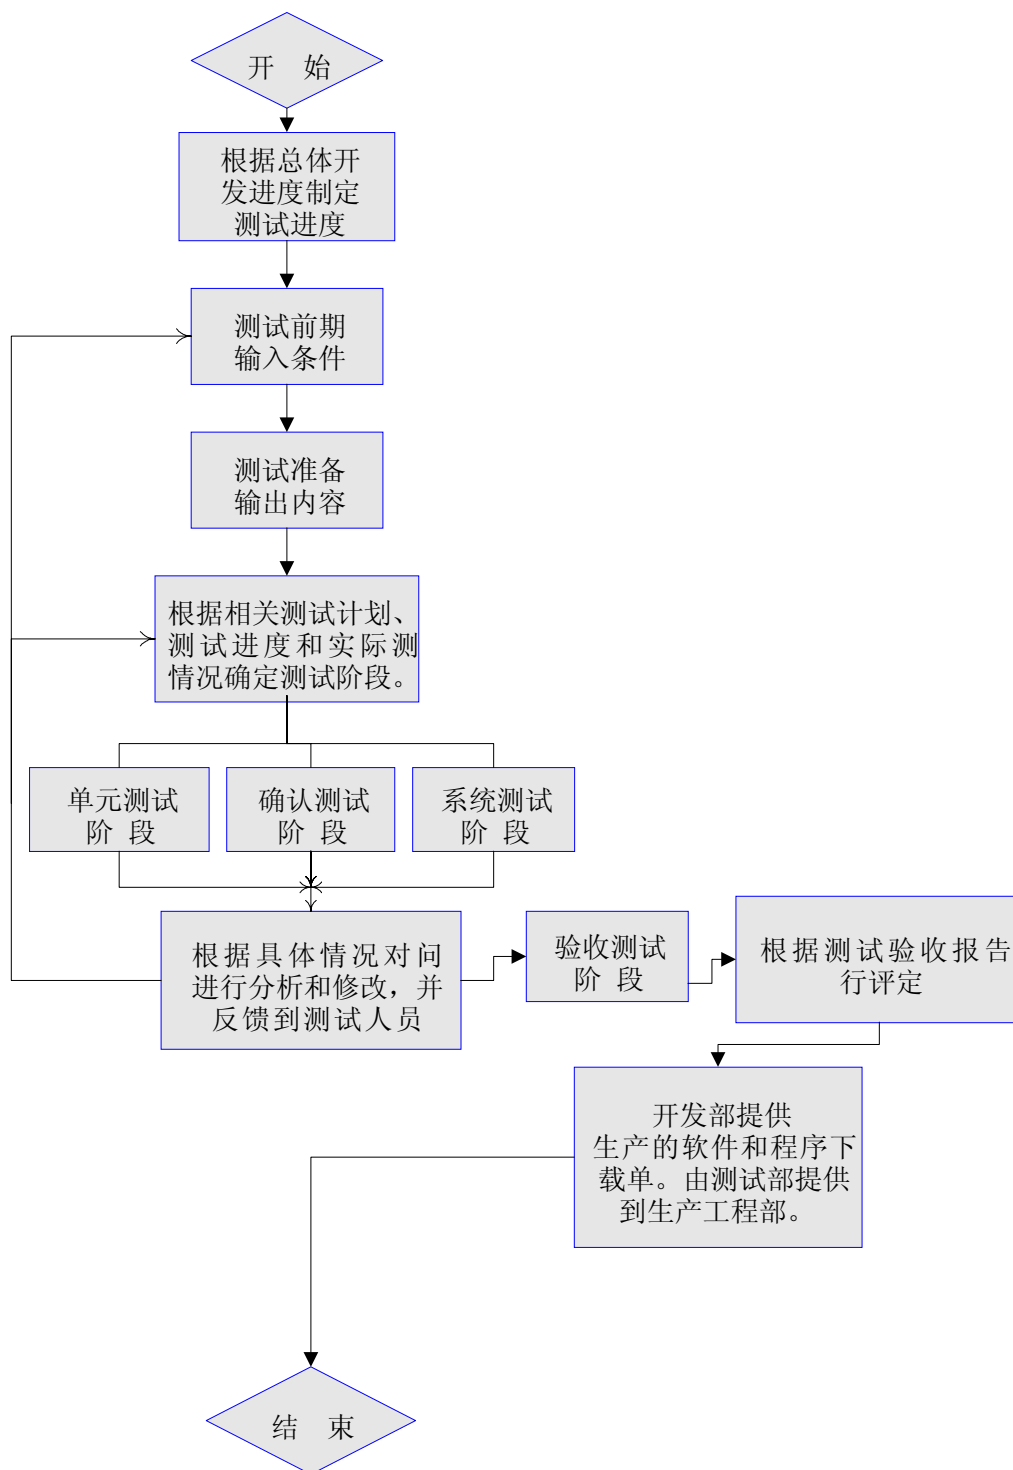 开 始
根据总体开
发进度制定
测试进度
测试前期
输入条件
测试准备
输出内容
根据相关测试计划、
测试进度和实际测
情况确定测试阶段。
单元测试
阶 段
确认测试
阶 段
系统测试
阶 段
根据具体情况对问
进行分析和修改，并
反馈到测试人员
验收测试
阶 段
根据测试验收报告
行评定
开发部提供
生产的软件和程序下
载单。由测试部提供
到生产工程部。
结 束